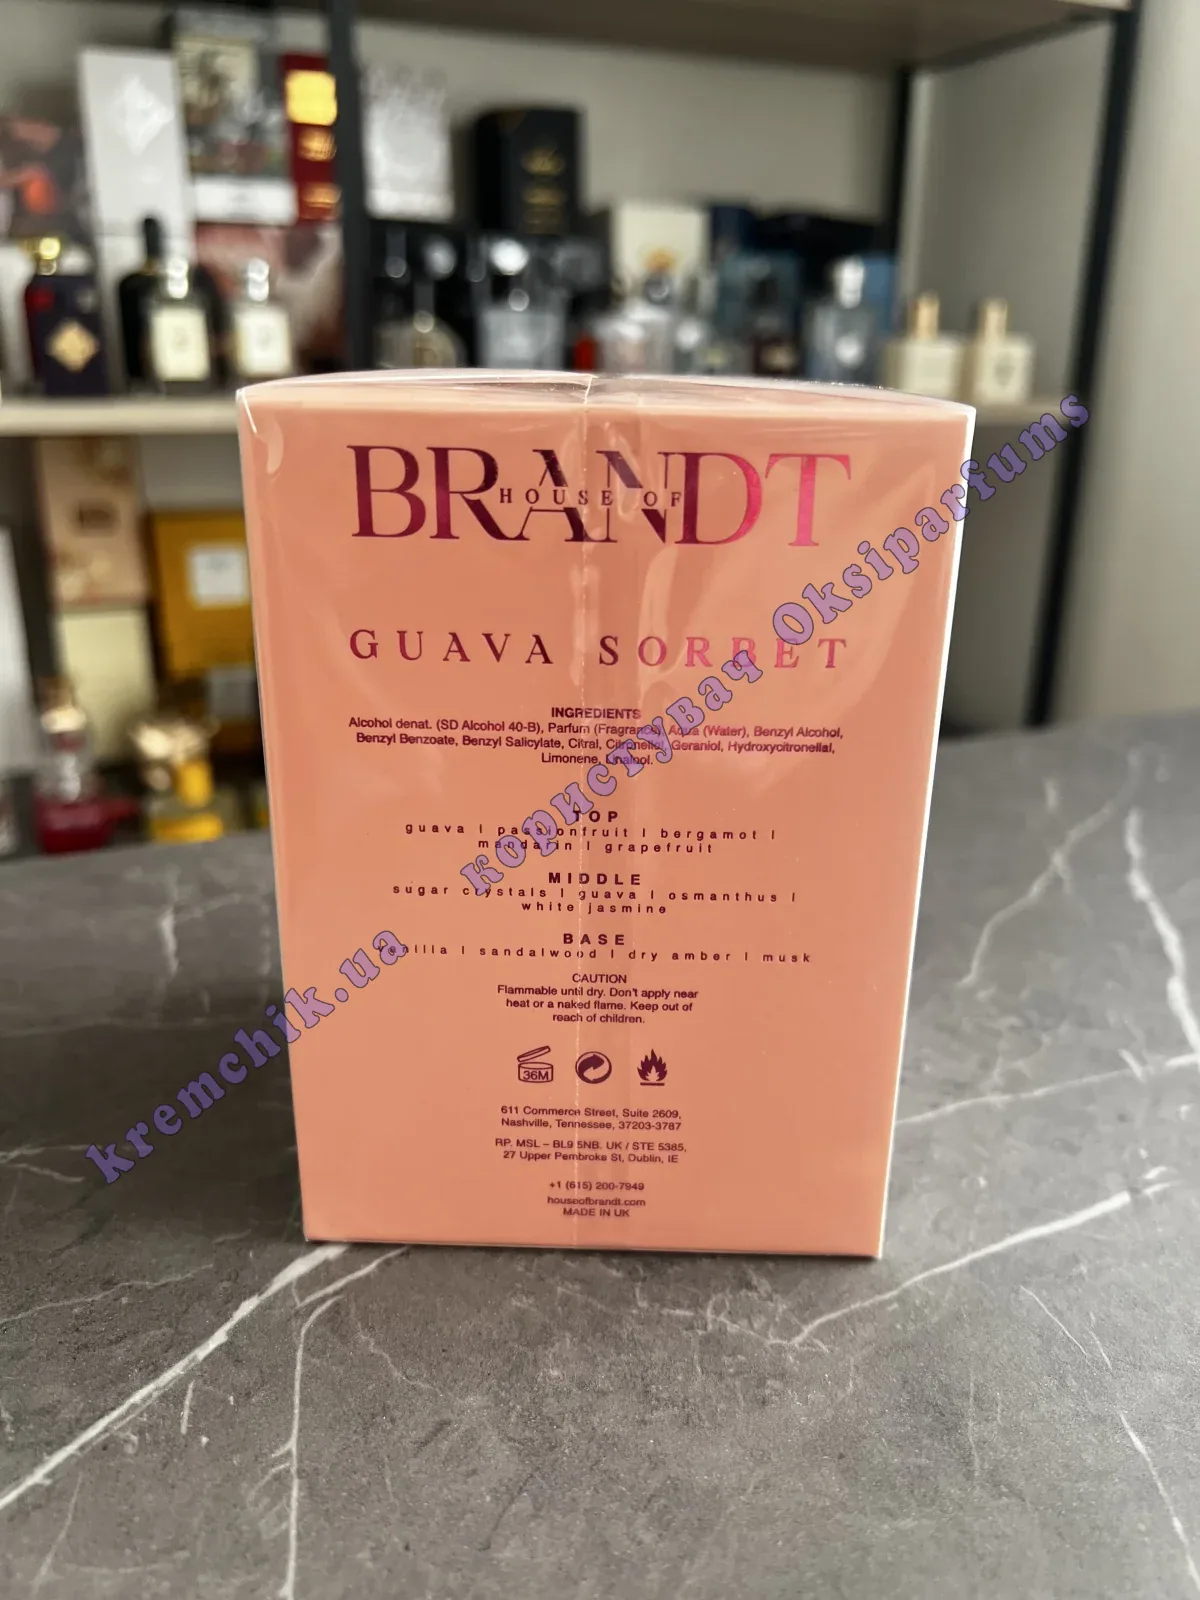 BRANDT
HOUSE OF
GUAVA SORBET
INGREDIENTS
Alcohol denat. (SD Alcohol 40-B), Parfum (Fragrance), Aqua (Water), Benzyl Alcohol,
Benzyl Benzoate, Benzyl Salicylate, Citral, Citronellol, Geraniol, Hydroxycitronellal,
Limonene, Linalool.
TOP
guava | passionfruit | bergamot |
mandarin | grapefruit
MIDDLE
sugar crystals | guava | osmanthus |
white jasmine
BASE
vanilla | sandalwood | dry amber | musk
CAUTION
Flammable until dry. Don't apply near
heat or a naked flame. Keep out of
reach of children.
36M
611 Commerce Street, Suite 2609,
Nashville, Tennessee, 37203-3787
RP. MSL – BL9 5NB. UK / STE 5385,
27 Upper Pembroke St, Dublin, IE
+1 (615) 200-7949
houseofbrandt.com
MADE IN UK
kremchik.ua користувач Oksiparfums